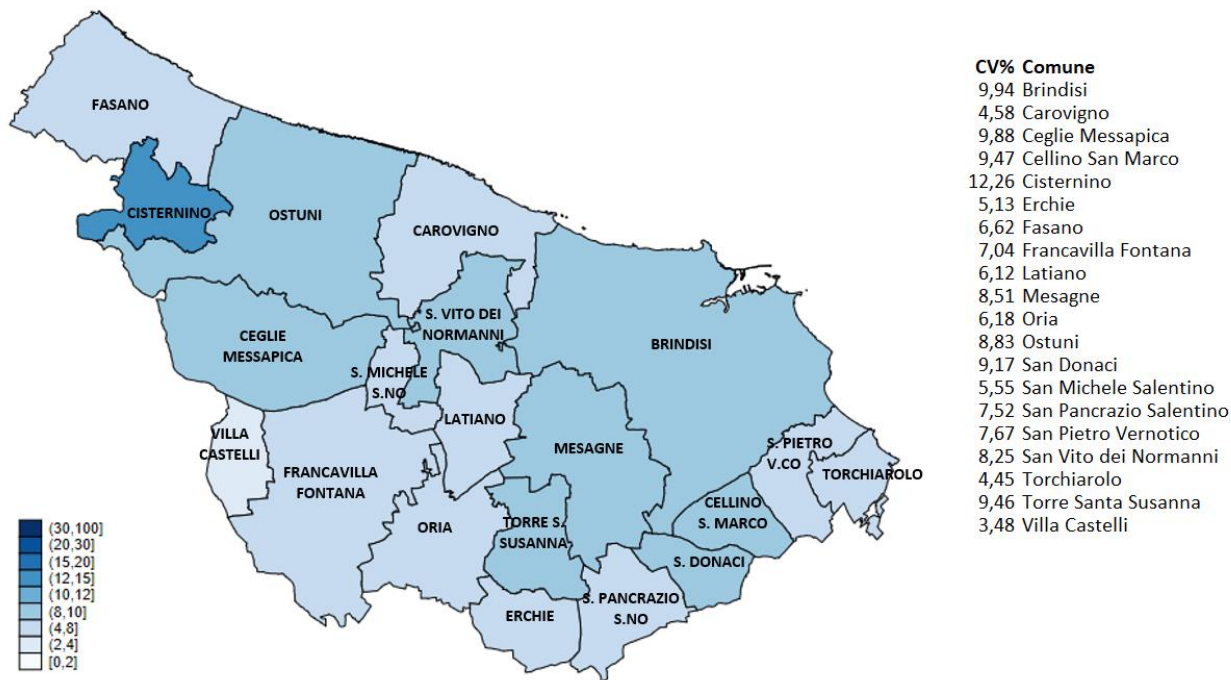 FASANO
CISTERNINO
OSTUNI
CAROVIGNO
S. VITO DEI
NORMANNI
CEGLIE
MESSAPICA
BRINDISI
S. MICHELE
S.NO
LATIANO
VILLA
CASTELLI
MESAGNE
S. PIETRO
V.CO
TORCHIAROLO
FRANCAVILLA
FONTANA
ORIA
TORRE S.
SUSANNA
CELLINO
S. MARCO
S. DONACI
ERCHIE
S. PANCRAZIO
S.NO
(30,100]
(20,30]
(15,20]
(12,15]
(10,12]
(8,10]
(4,8]
(2,4]
[0,2]
CV% Comune
9,94 Brindisi
4,58 Carovigno
9,88 Ceglie Messapica
9,47 Cellino San Marco
12,26 Cisternino
5,13 Erchie
6,62 Fasano
7,04 Francavilla Fontana
6,12 Latiano
8,51 Mesagne
6,18 Oria
8,83 Ostuni
9,17 San Donaci
5,55 San Michele Salentino
7,52 San Pancrazio Salentino
7,67 San Pietro Vernotico
8,25 San Vito dei Normanni
4,45 Torchiarolo
9,46 Torre Santa Susanna
3,48 Villa Castelli